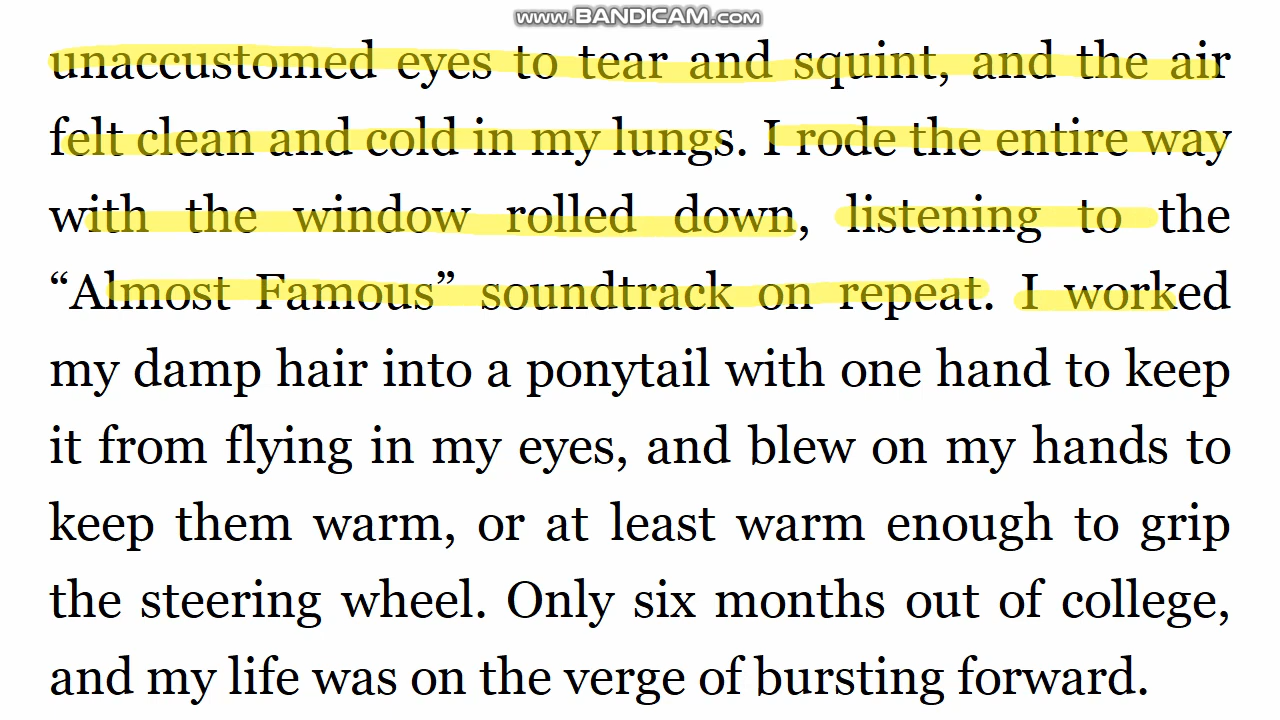 www.BANDICAM.com
unaccustomed eyes to tear and squint, and the air
felt clean and cold in my lungs. I rode the entire way
with the window rolled down, listening to the
“Almost Famous” soundtrack on repeat. I worked
my damp hair into a ponytail with one hand to keep
it from flying in my eyes, and blew on my hands to
keep them warm, or at least warm enough to grip
the steering wheel. Only six months out of college,
and my life was on the verge of bursting forward.